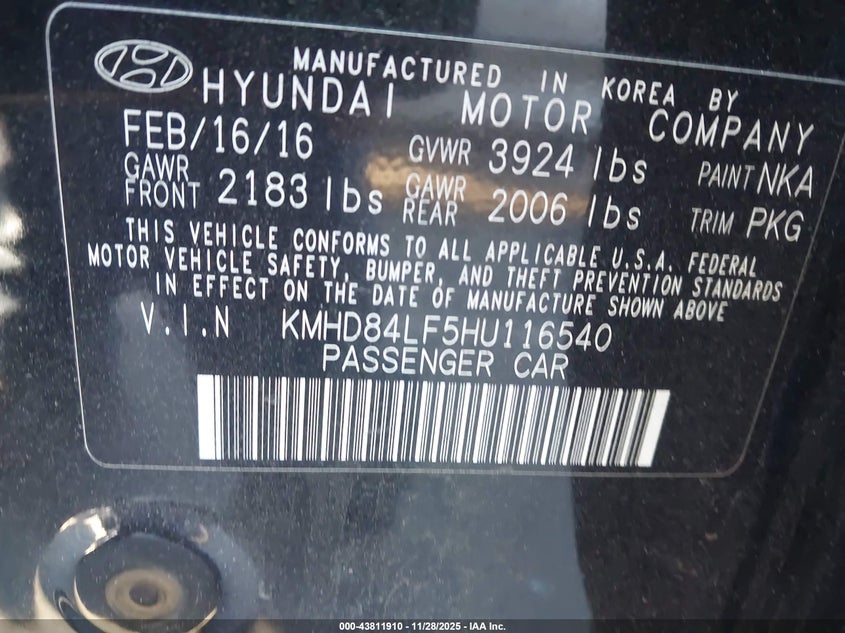 MANUFACTURED IN KOREA BY
HYUNDAI MOTOR COMPANY
FEB/16/16 GVWR 3924 lbs PAINT NKA
GAWR FRONT 2183 lbs GAWR REAR 2006 lbs TRIM PKG
THIS VEHICLE CONFORMS TO ALL APPLICABLE U.S.A. FEDERAL
MOTOR VEHICLE SAFETY, BUMPER, AND THEFT PREVENTION STANDARDS
IN EFFECT ON THE DATE OF MANUFACTURE SHOWN ABOVE
V.I.N KMHD84LF5HU116540
PASSENGER CAR
000-43811910 | 11/28/2025 | IAA Inc.